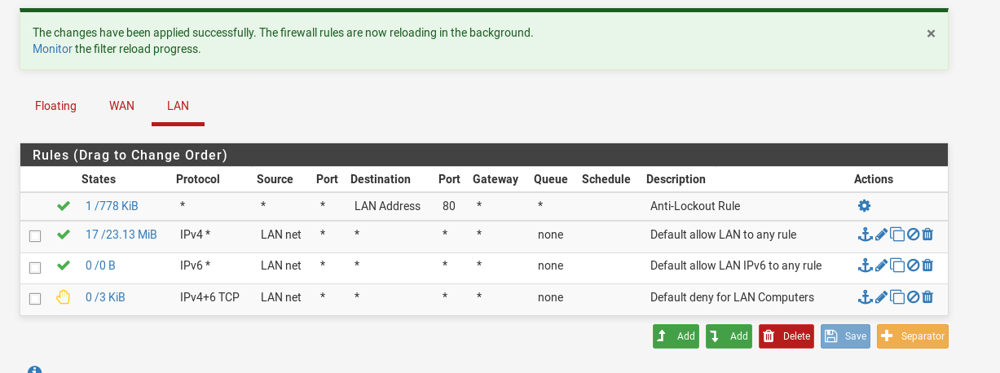 The changes have been applied successfully. The firewall rules are now reloading in the background.
×
Monitor the filter reload progress.
Floating WAN LAN
Rules (Drag to Change Order)
States Protocol Source Port Destination Port Gateway Queue Schedule Description Actions
1 /778 KiB * * * LAN Address 80 * * Anti-Lockout Rule
17 /23.13 MiB IPv4 * LAN net * * * * none Default allow LAN to any rule
0 /0 B IPv6 * LAN net * * * * none Default allow LAN IPv6 to any rule
0 /3 KiB IPv4+6 TCP LAN net * * * * none Default deny for LAN Computers
Add Add Delete Save Separator